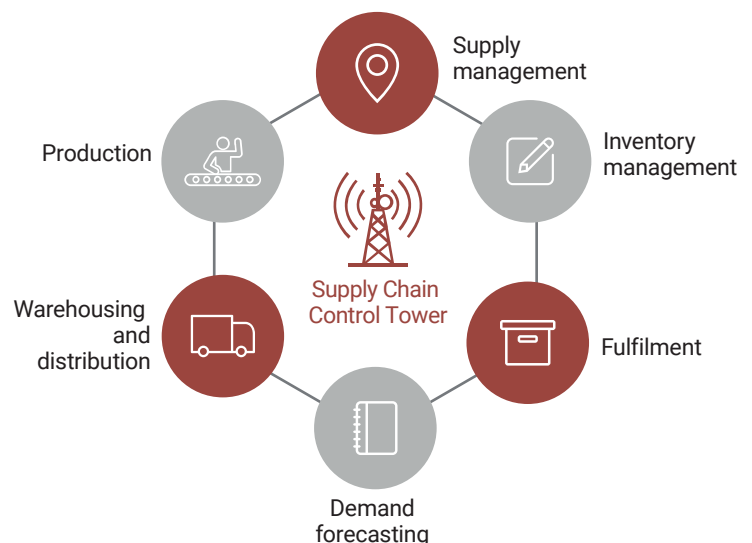 Supply
management
Production
Inventory
management
Supply Chain
Control Tower
Warehousing
and
distribution
Fulfilment
Demand
forecasting